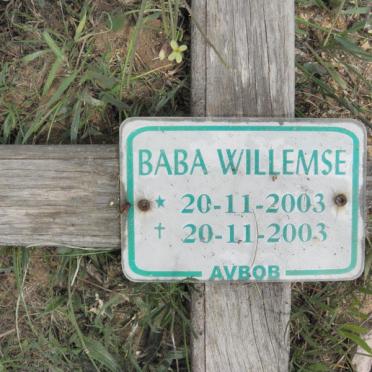 BABA WILLEMSE
★ 20-11-2003
† 20-11-2003
AVBOB